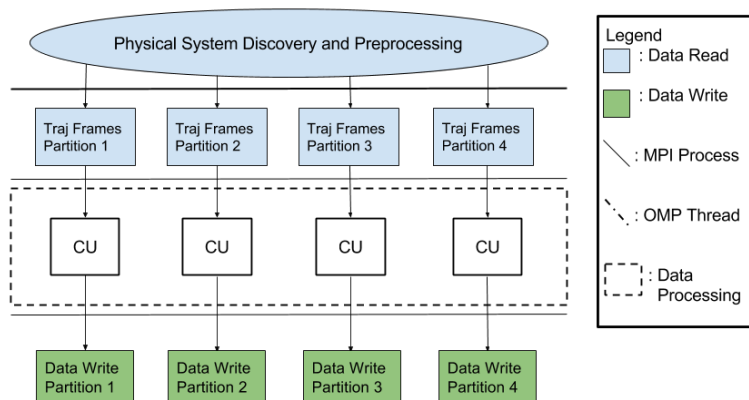 Physical System Discovery and Preprocessing
Traj Frames
Partition 1
Traj Frames
Partition 2
Traj Frames
Partition 3
Traj Frames
Partition 4
CU
CU
CU
CU
Data Write
Partition 1
Data Write
Partition 2
Data Write
Partition 3
Data Write
Partition 4
Legend
: Data Read
: Data Write
: MPI Process
: OMP Thread
: Data
Processing